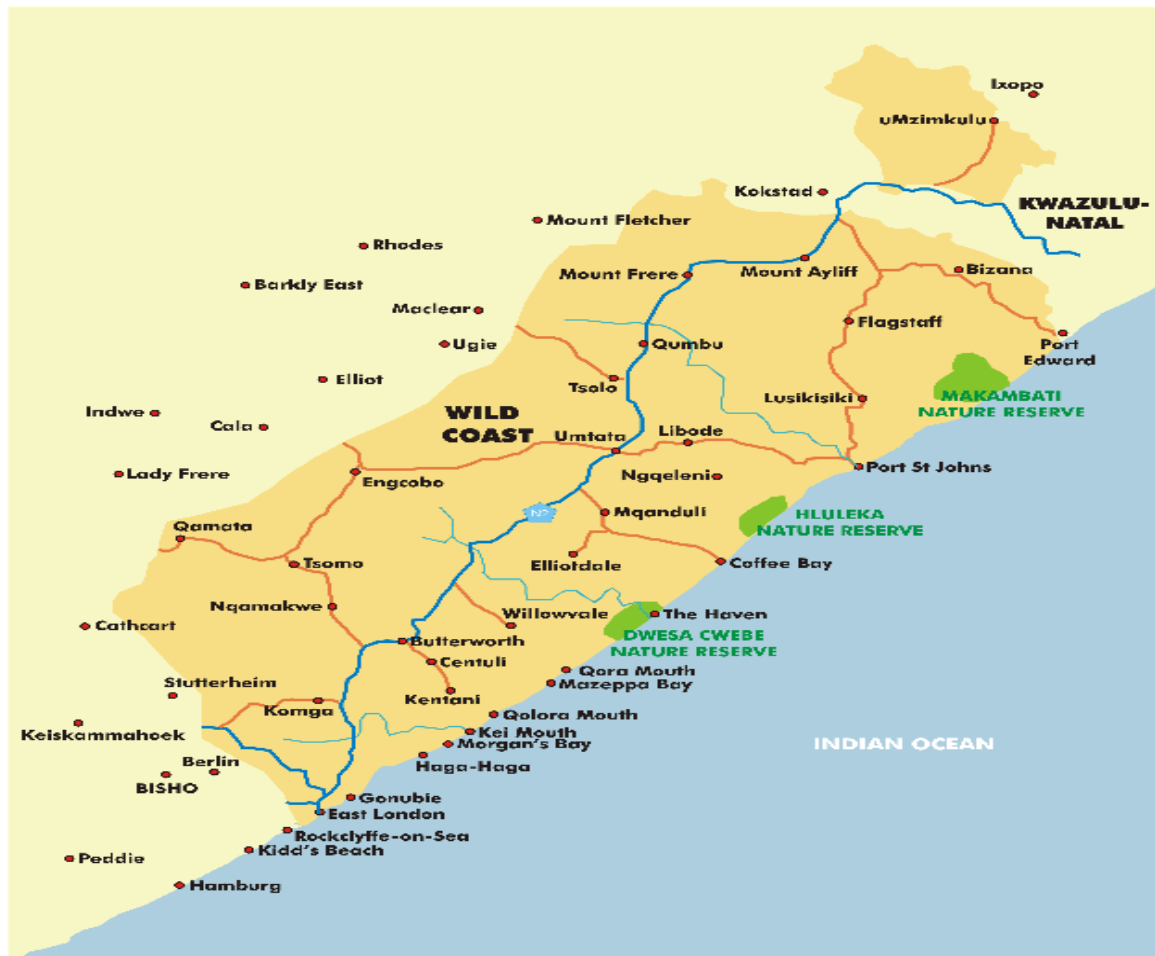 Ixopo
uMzimkulu
Kokstad
KWAZULU-
NATAL
Mount Fletcher
Rhodes
Mount Frere
Mount Ayliff
Bizana
Barkly East
Maclear
Flagstaff
Ugie
Qumbu
Port
Edward
Elliot
Tsolo
MAKAMBATI
NATURE RESERVE
Lusikisiki
Indwe
WILD
COAST
Cala
Umtata
Libode
Lady Frere
Engcobo
Ngqeleni
Port St Johns
N2
Mqanduli
HLULEKA
NATURE RESERVE
Qamata
Tsomo
Elliotdale
Coffee Bay
Nqamakwe
Willowvale
The Haven
Cathcart
DWESA CWEBE
NATURE RESERVE
Butterworth
Centuli
Qora Mouth
Mazeppa Bay
Stutterheim
Kentani
Komga
Qolora Mouth
Keiskammahoek
Kei Mouth
Morgan's Bay
INDIAN OCEAN
Haga-Haga
Berlin
BISHO
Gonubie
East London
Rockclyffe-on-Sea
Kidd's Beach
Peddie
Hamburg